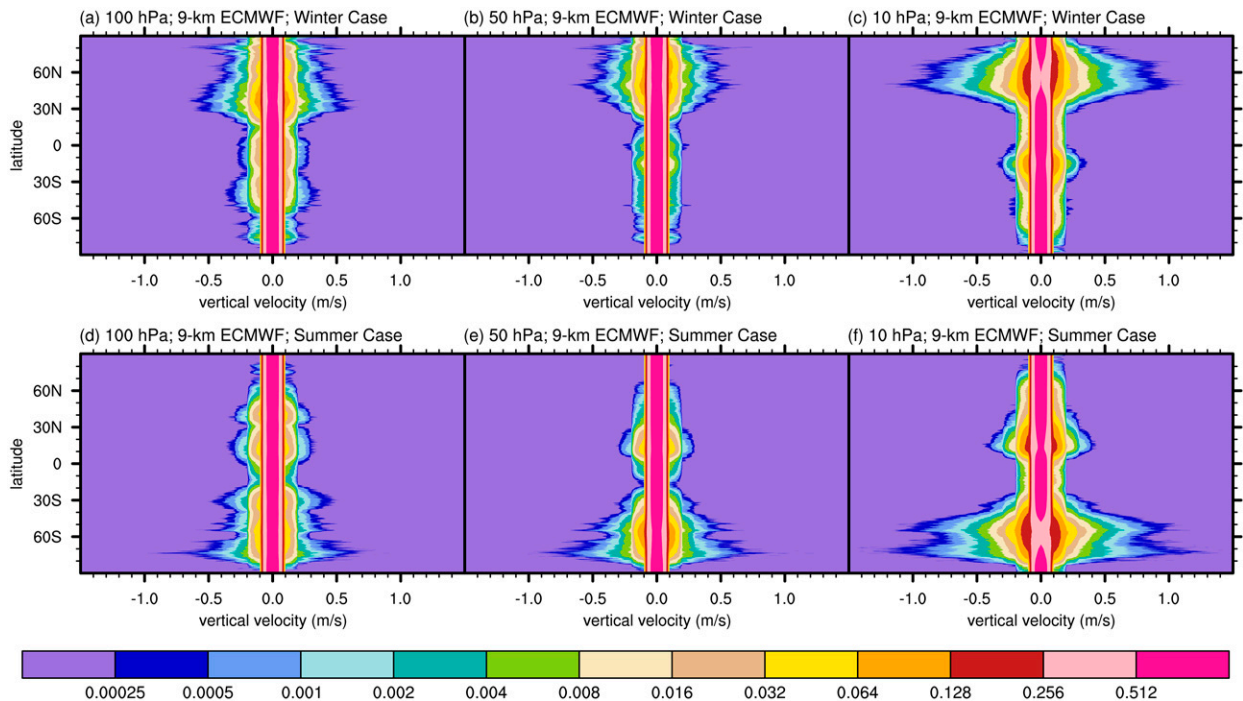 (a) 100 hPa; 9-km ECMWF; Winter Case
(b) 50 hPa; 9-km ECMWF; Winter Case
(c) 10 hPa; 9-km ECMWF; Winter Case
latitude
60N
30N
0
30S
60S
-1.0 -0.5 0.0 0.5 1.0
-1.0 -0.5 0.0 0.5 1.0
-1.0 -0.5 0.0 0.5 1.0
vertical velocity (m/s)
vertical velocity (m/s)
vertical velocity (m/s)
(d) 100 hPa; 9-km ECMWF; Summer Case
(e) 50 hPa; 9-km ECMWF; Summer Case
(f) 10 hPa; 9-km ECMWF; Summer Case
latitude
60N
30N
0
30S
60S
-1.0 -0.5 0.0 0.5 1.0
-1.0 -0.5 0.0 0.5 1.0
-1.0 -0.5 0.0 0.5 1.0
vertical velocity (m/s)
vertical velocity (m/s)
vertical velocity (m/s)
0.00025 0.0005 0.001 0.002 0.004 0.008 0.016 0.032 0.064 0.128 0.256 0.512